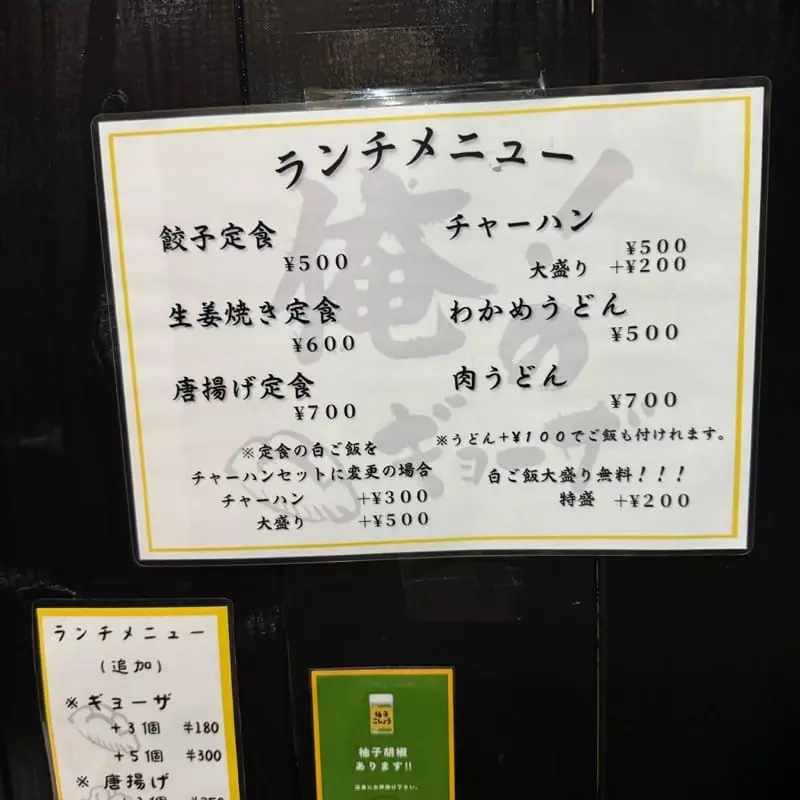 ランチメニュー
俺の!
ギョーザ
餃子定食
¥500
生姜焼き定食
¥600
唐揚げ定食
¥700
※定食の白ご飯を
チャーハンセットに変更の場合
チャーハン +¥300
大盛り +¥500
チャーハン
¥500
大盛り +¥200
わかめうどん
¥500
肉うどん
¥700
※うどん+¥100でご飯も付けれます。
白ご飯大盛り無料!!!
特盛 +¥200
ランチメニュー
(追加)
※ギョーザ
+3個 ¥180
+5個 ¥300
※唐揚げ
柚子
こしょう
柚子胡椒
あります!!